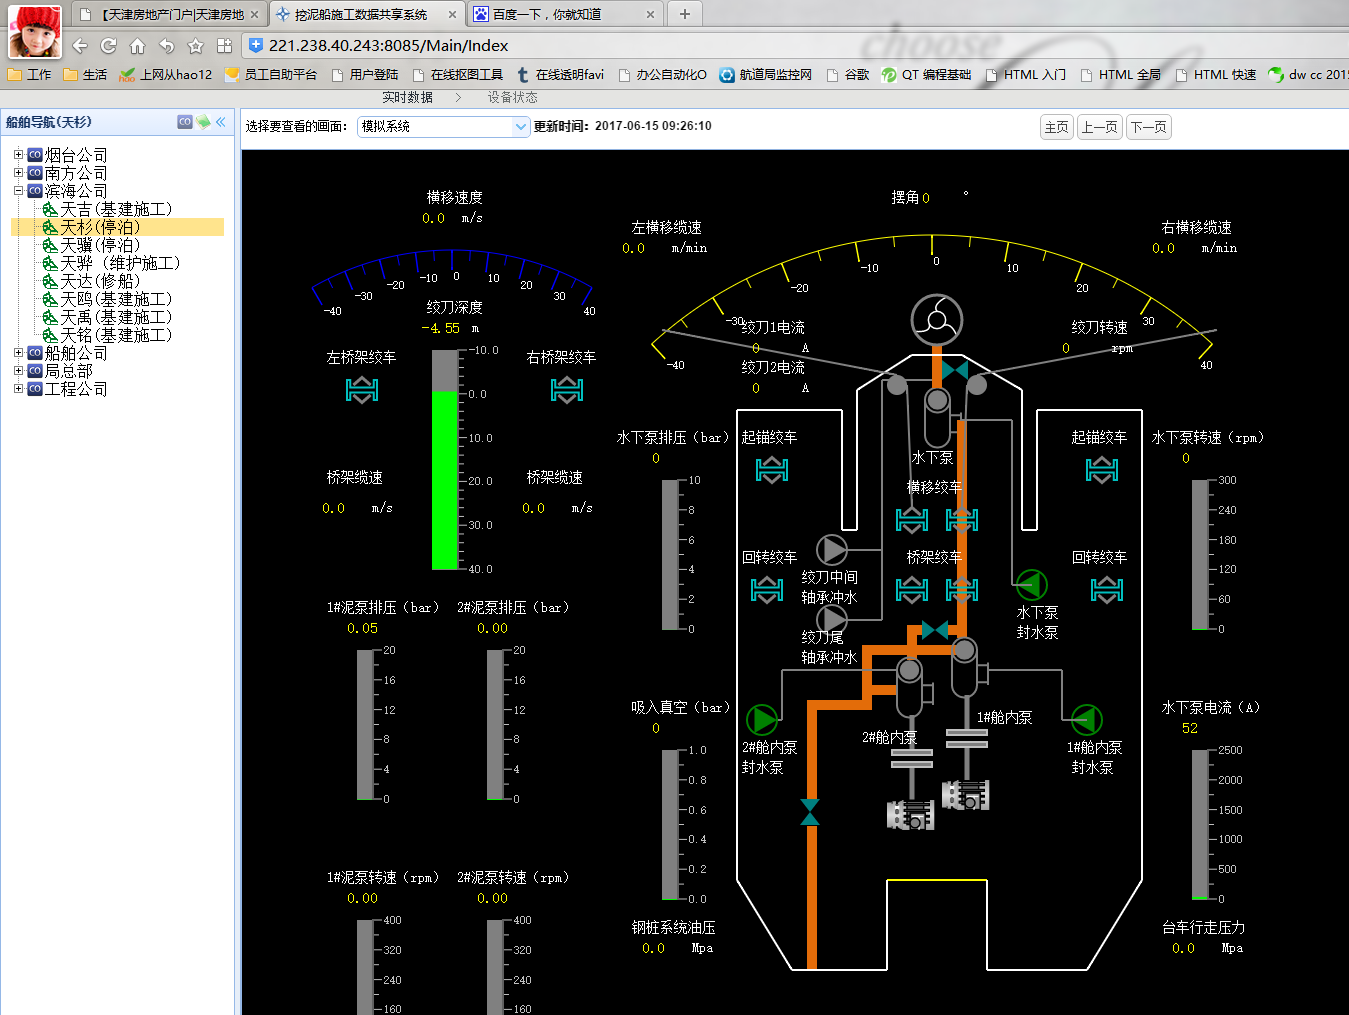 【天津房地产门户|天津房地
挖泥船施工数据共享系统
百度一下，你就知道
221.238.40.243:8085/Main/Index
choose
工作
生活
上网从hao12
员工自助平台
用户登陆
在线抠图工具
在线透明favi
办公自动化O
航道局监控网
谷歌
QT 编程基础
HTML 入门
HTML 全局
HTML 快速
dw cc 2015
实时数据 > 设备状态
船舶导航(天杉)
烟台公司
南方公司
滨海公司
天吉(基建施工)
天杉(停泊)
天骥(停泊)
天骅 (维护施工)
天达(修船)
天鸥(基建施工)
天禹(基建施工)
天铭(基建施工)
船舶公司
局总部
工程公司
选择要查看的画面： 模拟系统 更新时间：2017-06-15 09:26:10
主页 上一页 下一页
横移速度
0.0 m/s
-40 -30 -20 -10 0 10 20 30 40
绞刀深度
-4.55 m
-10.0
0.0
10.0
20.0
30.0
40.0
左桥架绞车
右桥架绞车
桥架缆速
0.0 m/s
桥架缆速
0.0 m/s
1#泥泵排压（bar）
0.05
20
16
12
8
4
0
2#泥泵排压（bar）
0.00
20
16
12
8
4
0
1#泥泵转速（rpm）
0.00
400
320
240
160
2#泥泵转速（rpm）
0.00
400
320
240
160
摆角 0 °
左横移缆速
0.0 m/min
右横移缆速
0.0 m/min
-40 -30 -20 -10 0 10 20 30 40
绞刀1电流
0 A
绞刀2电流
0 A
绞刀转速
0 rpm
水下泵排压（bar）
0
10
8
6
4
2
0
起锚绞车
水下泵
横移绞车
起锚绞车
水下泵转速（rpm）
0
300
240
180
120
60
0
回转绞车
绞刀中间
轴承冲水
桥架绞车
回转绞车
绞刀尾
轴承冲水
水下泵
封水泵
吸入真空（bar）
0
1.0
0.8
0.6
0.4
0.2
0.0
2#舱内泵
封水泵
2#舱内泵
1#舱内泵
1#舱内泵
封水泵
水下泵电流（A）
52
2500
2000
1500
1000
500
0
钢桩系统油压
0.0 Mpa
台车行走压力
0.0 Mpa